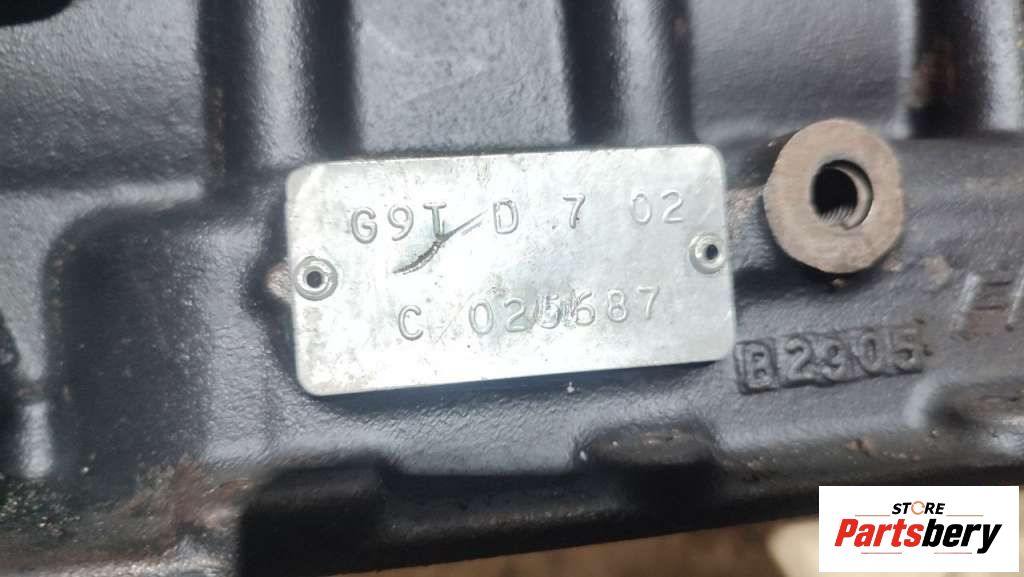 G9T D 7 02
C 025687
B2905
STORE
Partsbery